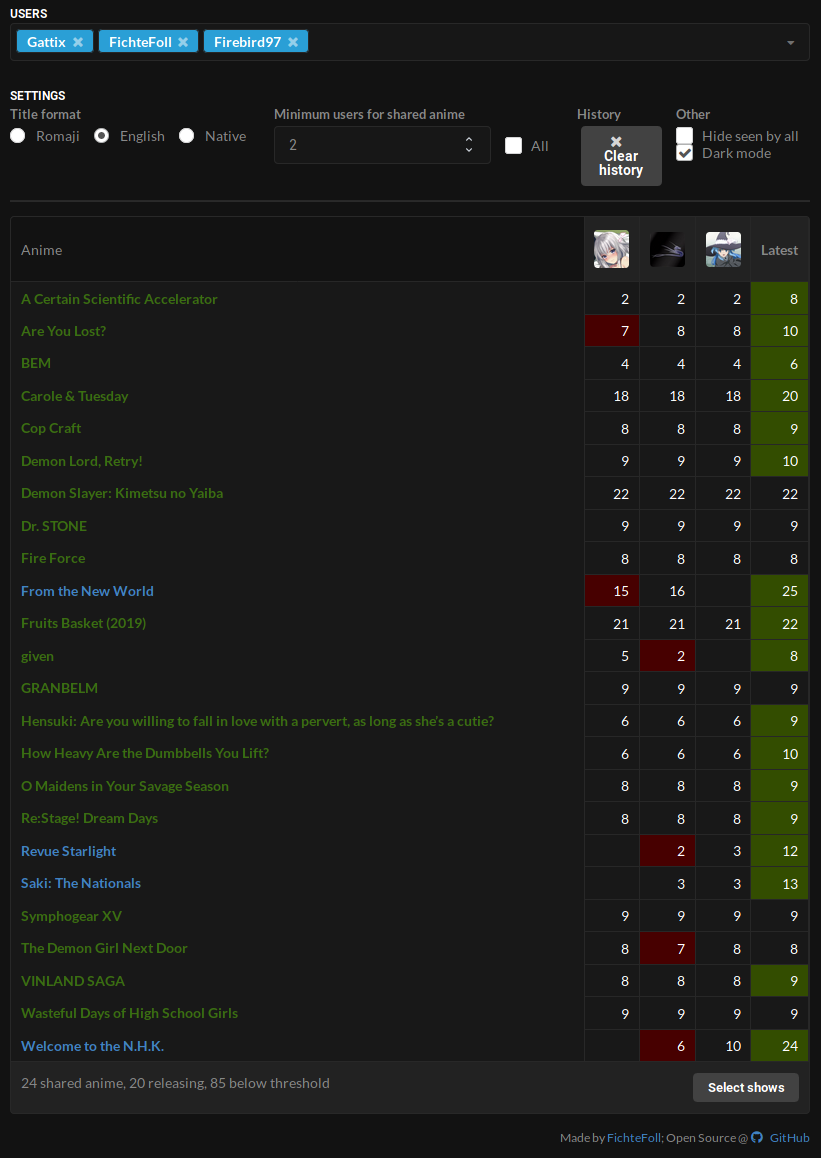 USERS
Gattix FichteFoll Firebird97
SETTINGS
Title format Minimum users for shared anime History Other
Romaji English Native 2 All Clear history Hide seen by all
Dark mode
Anime Latest
A Certain Scientific Accelerator 2 2 2 8
Are You Lost? 7 8 8 10
BEM 4 4 4 6
Carole & Tuesday 18 18 18 20
Cop Craft 8 8 8 9
Demon Lord, Retry! 9 9 9 10
Demon Slayer: Kimetsu no Yaiba 22 22 22 22
Dr. STONE 9 9 9 9
Fire Force 8 8 8 8
From the New World 15 16 25
Fruits Basket (2019) 21 21 21 22
given 5 2 8
GRANBELM 9 9 9 9
Hensuki: Are you willing to fall in love with a pervert, as long as she's a cutie? 6 6 6 9
How Heavy Are the Dumbbells You Lift? 6 6 6 10
O Maidens in Your Savage Season 8 8 8 9
Re:Stage! Dream Days 8 8 8 9
Revue Starlight 2 3 12
Saki: The Nationals 3 3 13
Symphogear XV 9 9 9 9
The Demon Girl Next Door 8 7 8 8
VINLAND SAGA 8 8 8 9
Wasteful Days of High School Girls 9 9 9 9
Welcome to the N.H.K. 6 10 24
24 shared anime, 20 releasing, 85 below threshold Select shows
Made by FichteFoll; Open Source @ GitHub